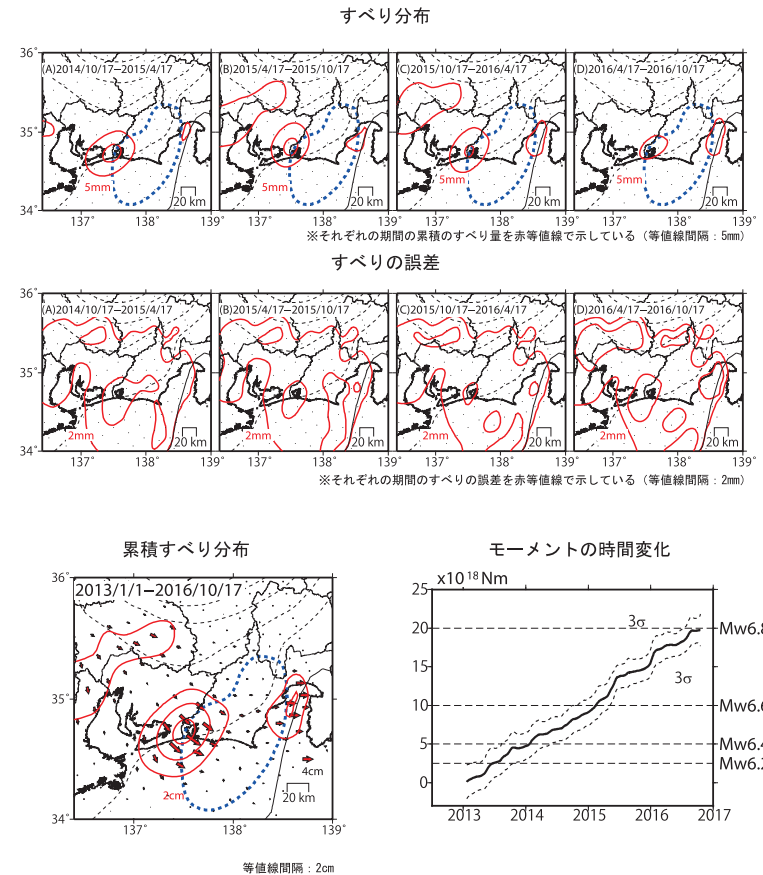 すべり分布
36° (A)2014/10/17−2015/4/17 (B)2015/4/17−2015/10/17 (C)2015/10/17−2016/4/17 (D)2016/4/17−2016/10/17
35°
5mm 5mm 5mm 5mm
34° 20 km 20 km 20 km 20 km
137° 138° 139° 137° 138° 139° 137° 138° 139° 137° 138° 139°
※それぞれの期間の累積のすべり量を赤等値線で示している（等値線間隔：5mm）
すべりの誤差
36° (A)2014/10/17−2015/4/17 (B)2015/4/17−2015/10/17 (C)2015/10/17−2016/4/17 (D)2016/4/17−2016/10/17
35°
2mm 2mm 2mm 2mm
34° 20 km 20 km 20 km 20 km
137° 138° 139° 137° 138° 139° 137° 138° 139° 137° 138° 139°
※それぞれの期間のすべりの誤差を赤等値線で示している（等値線間隔：2mm）
累積すべり分布
36°
2013/1/1−2016/10/17
35°
4cm
2cm
20 km
34°
137° 138° 139°
等値線間隔：2cm
モーメントの時間変化
x10¹⁸Nm
25
3σ
20 Mw6.8
15
3σ
10 Mw6.6
5 Mw6.4
Mw6.2
0
2013 2014 2015 2016 2017